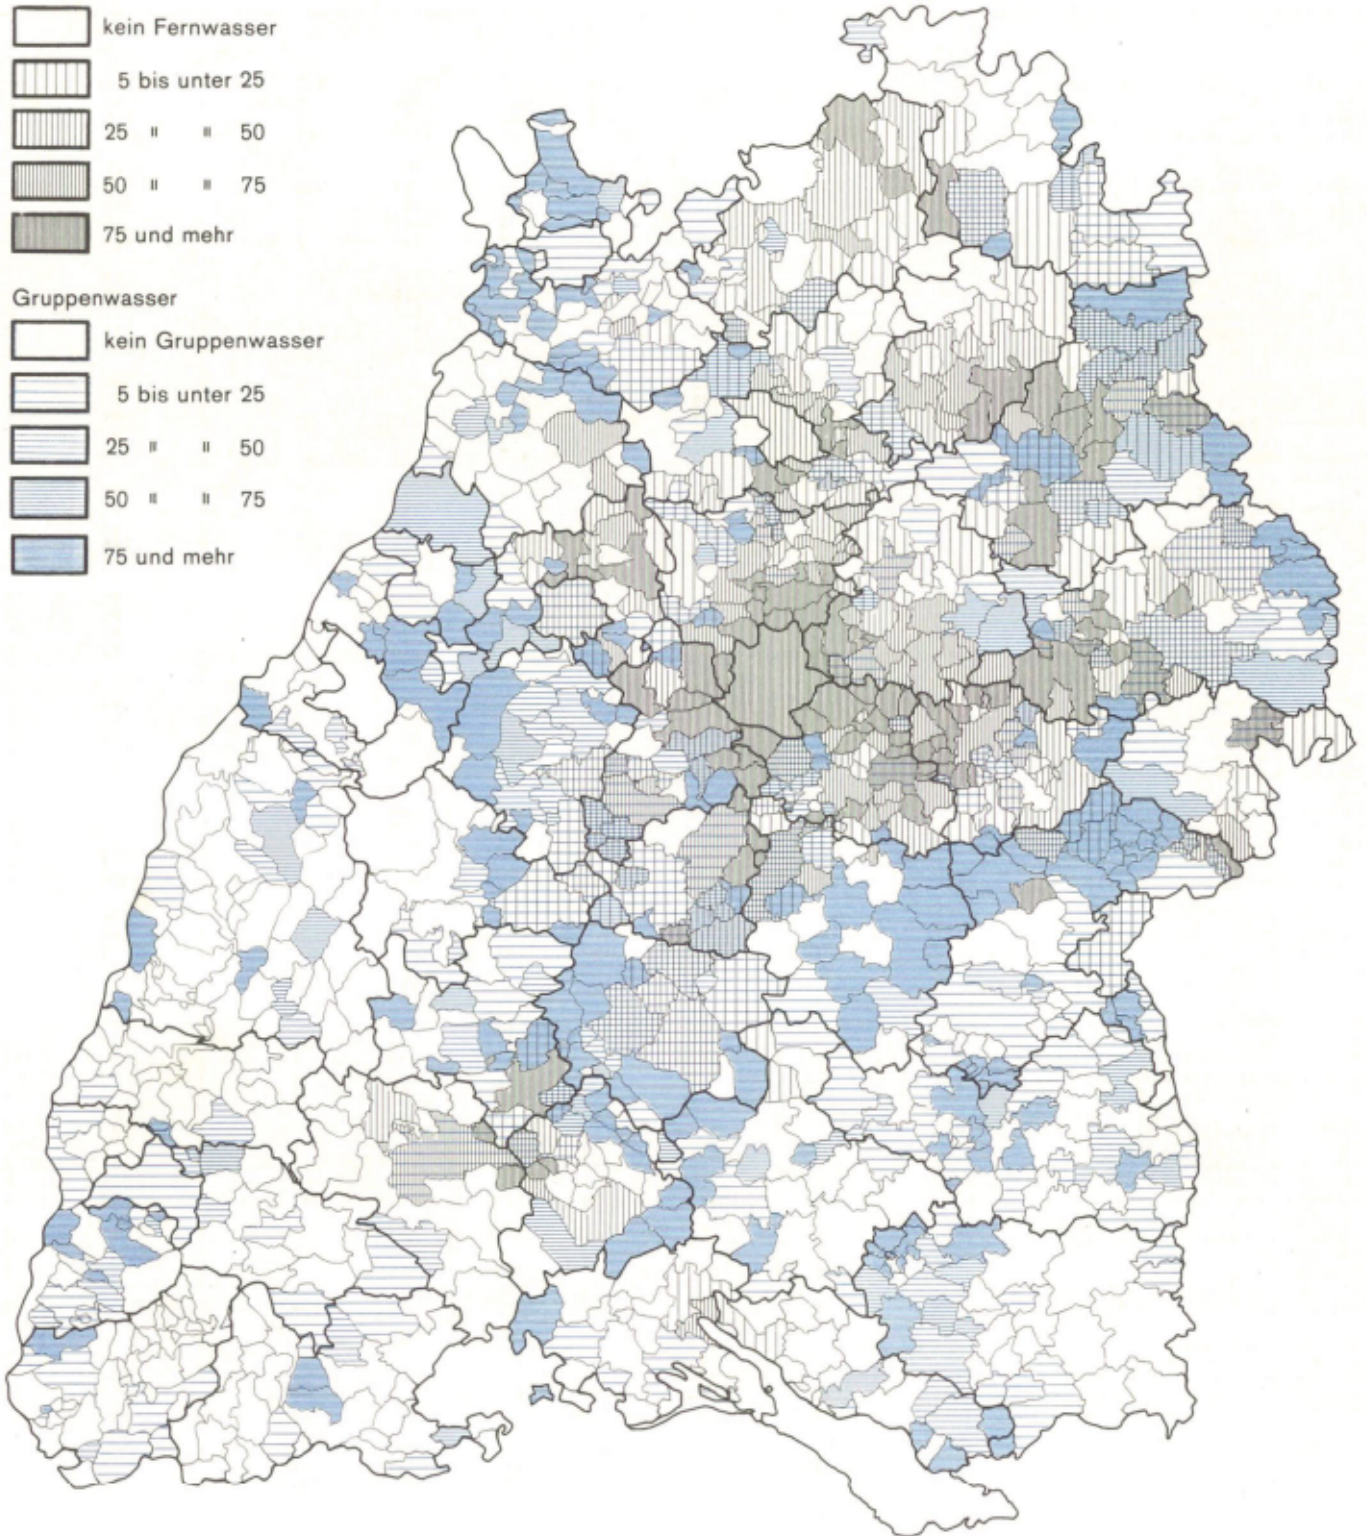 kein Fernwasser
5 bis unter 25
25 " " 50
50 " " 75
75 und mehr
Gruppenwasser
kein Gruppenwasser
5 bis unter 25
25 " " 50
50 " " 75
75 und mehr